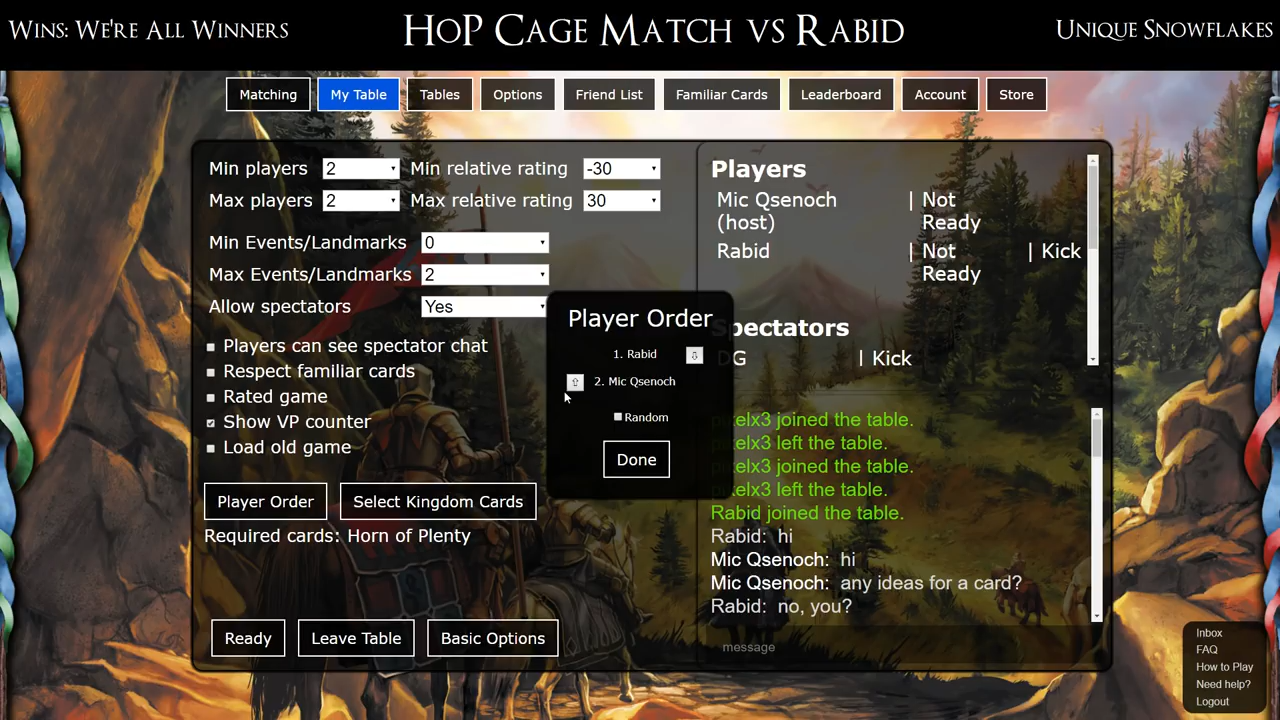 Wins: We're All Winners
HoP Cage Match vs Rabid
Unique Snowflakes
Matching
My Table
Tables
Options
Friend List
Familiar Cards
Leaderboard
Account
Store
Min players 2 Min relative rating -30
Max players 2 Max relative rating 30
Min Events/Landmarks 0
Max Events/Landmarks 2
Allow spectators Yes
Players can see spectator chat
Respect familiar cards
Rated game
Show VP counter
Load old game
Player Order
Select Kingdom Cards
Required cards: Horn of Plenty
Ready
Leave Table
Basic Options
Player Order
1. Rabid
2. Mic Qsenoch
Random
Done
Players
Mic Qsenoch | Not
(host) Ready
Rabid | Not | Kick
Ready
Spectators
DG | Kick
joined the table.
left the table.
joined the table.
left the table.
Rabid joined the table.
Rabid: hi
Mic Qsenoch: hi
Mic Qsenoch: any ideas for a card?
Rabid: no, you?
message
Inbox
FAQ
How to Play
Need help?
Logout